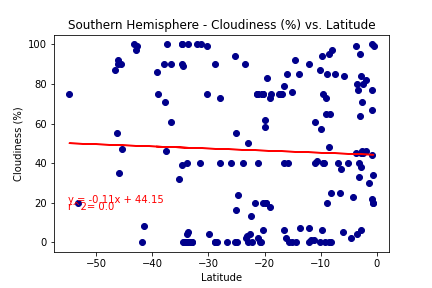 Southern Hemisphere - Cloudiness (%) vs. Latitude
100
80
60
40
20
0
Cloudiness (%)
y = -0.11x + 44.15
r^2= 0.0
−50
−40
−30
−20
−10
0
Latitude